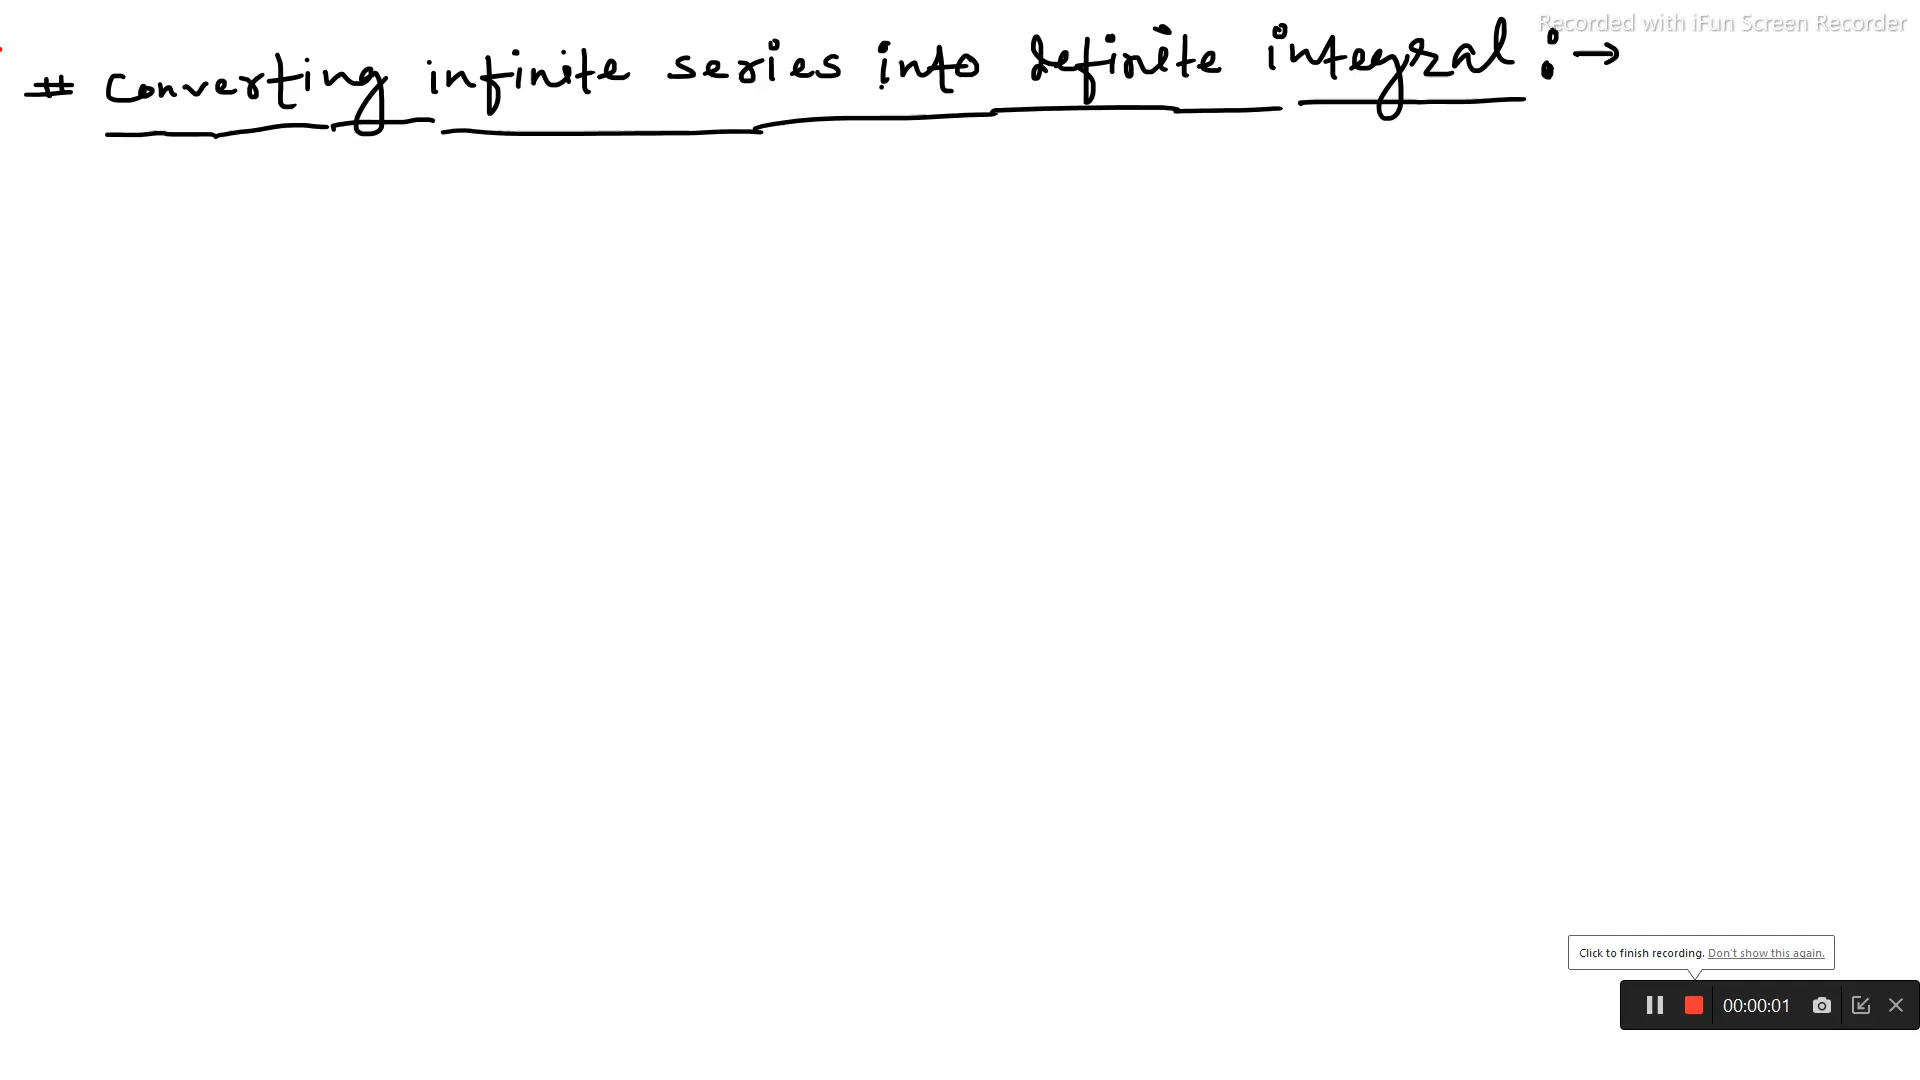 Recorded with iFun Screen Recorder
# Converting infinite series into definite integral :→
Click to finish recording. Don't show this again.
00:00:01